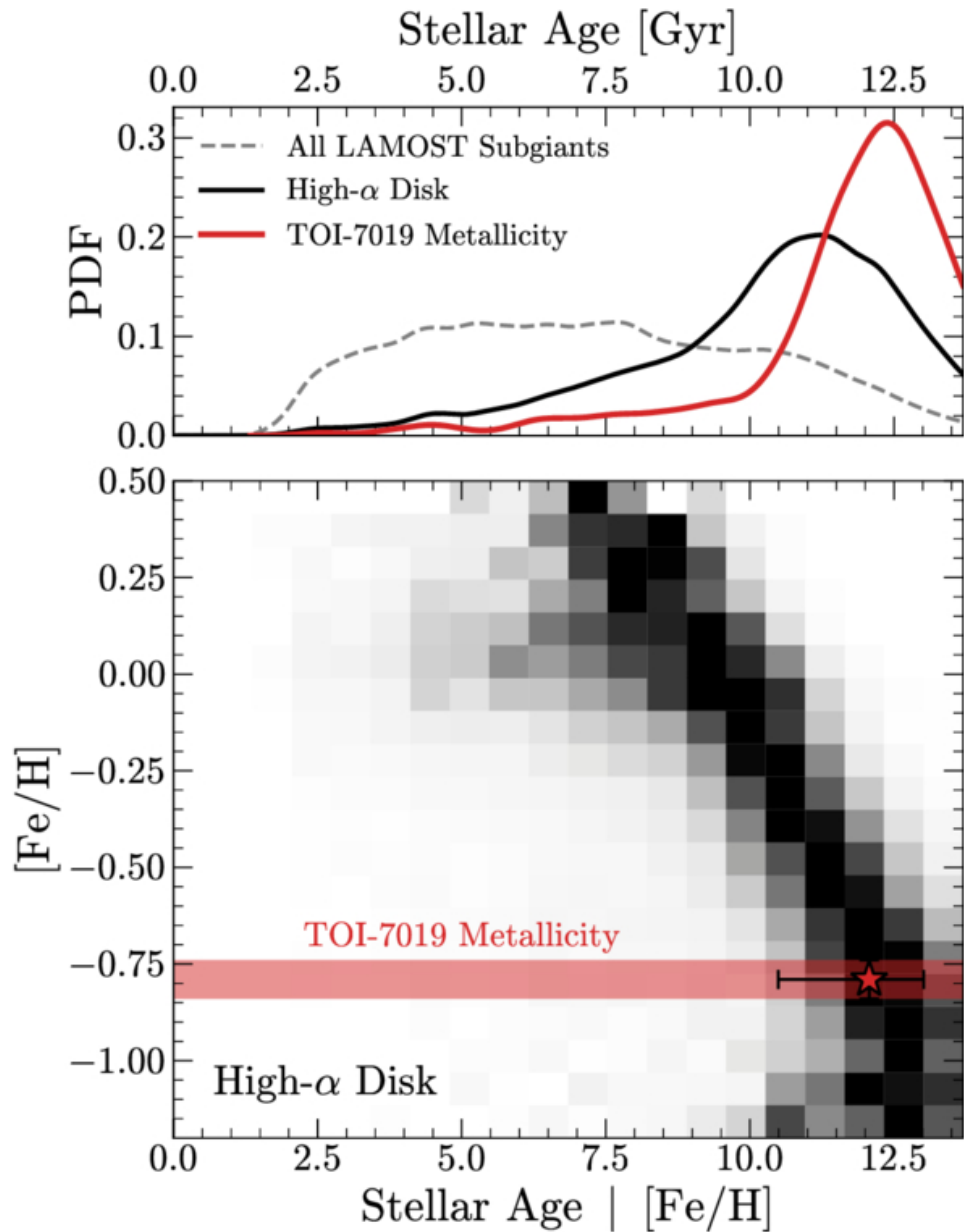 Stellar Age [Gyr]
0.0 2.5 5.0 7.5 10.0 12.5
0.3
0.2
0.1
0.0
PDF
All LAMOST Subgiants
High-α Disk
TOI-7019 Metallicity
0.50
0.25
0.00
−0.25
−0.50
−0.75
−1.00
[Fe/H]
TOI-7019 Metallicity
High-α Disk
0.0 2.5 5.0 7.5 10.0 12.5
Stellar Age | [Fe/H]